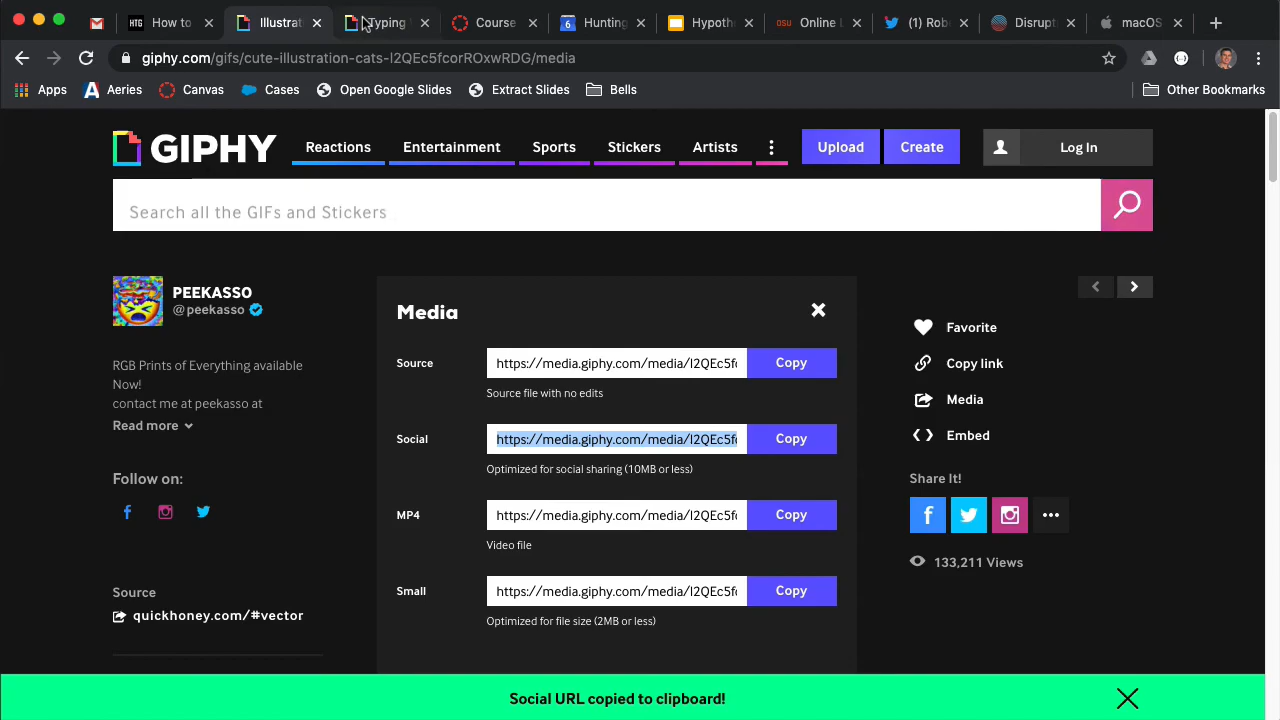 How to
Illustrati
Typing
Course
6
Hunting
Hypoth
OSU
Online L
(1) Rob
Disrupti
macOS
giphy.com/gifs/cute-illustration-cats-l2QEc5fcorROxwRDG/media
Apps
Aeries
Canvas
Cases
Open Google Slides
Extract Slides
Bells
Other Bookmarks
GIPHY
Reactions
Entertainment
Sports
Stickers
Artists
Upload
Create
Log In
Search all the GIFs and Stickers
PEEKASSO
@peekasso
RGB Prints of Everything available
Now!
contact me at peekasso at
Read more
Follow on:
Source
quickhoney.com/#vector
Media
Source
https://media.giphy.com/media/l2QEc5f
Copy
Source file with no edits
Social
https://media.giphy.com/media/l2QEc5f
Copy
Optimized for social sharing (10MB or less)
MP4
https://media.giphy.com/media/l2QEc5f
Copy
Video file
Small
https://media.giphy.com/media/l2QEc5f
Copy
Optimized for file size (2MB or less)
Favorite
Copy link
Media
Embed
Share It!
133,211 Views
Social URL copied to clipboard!